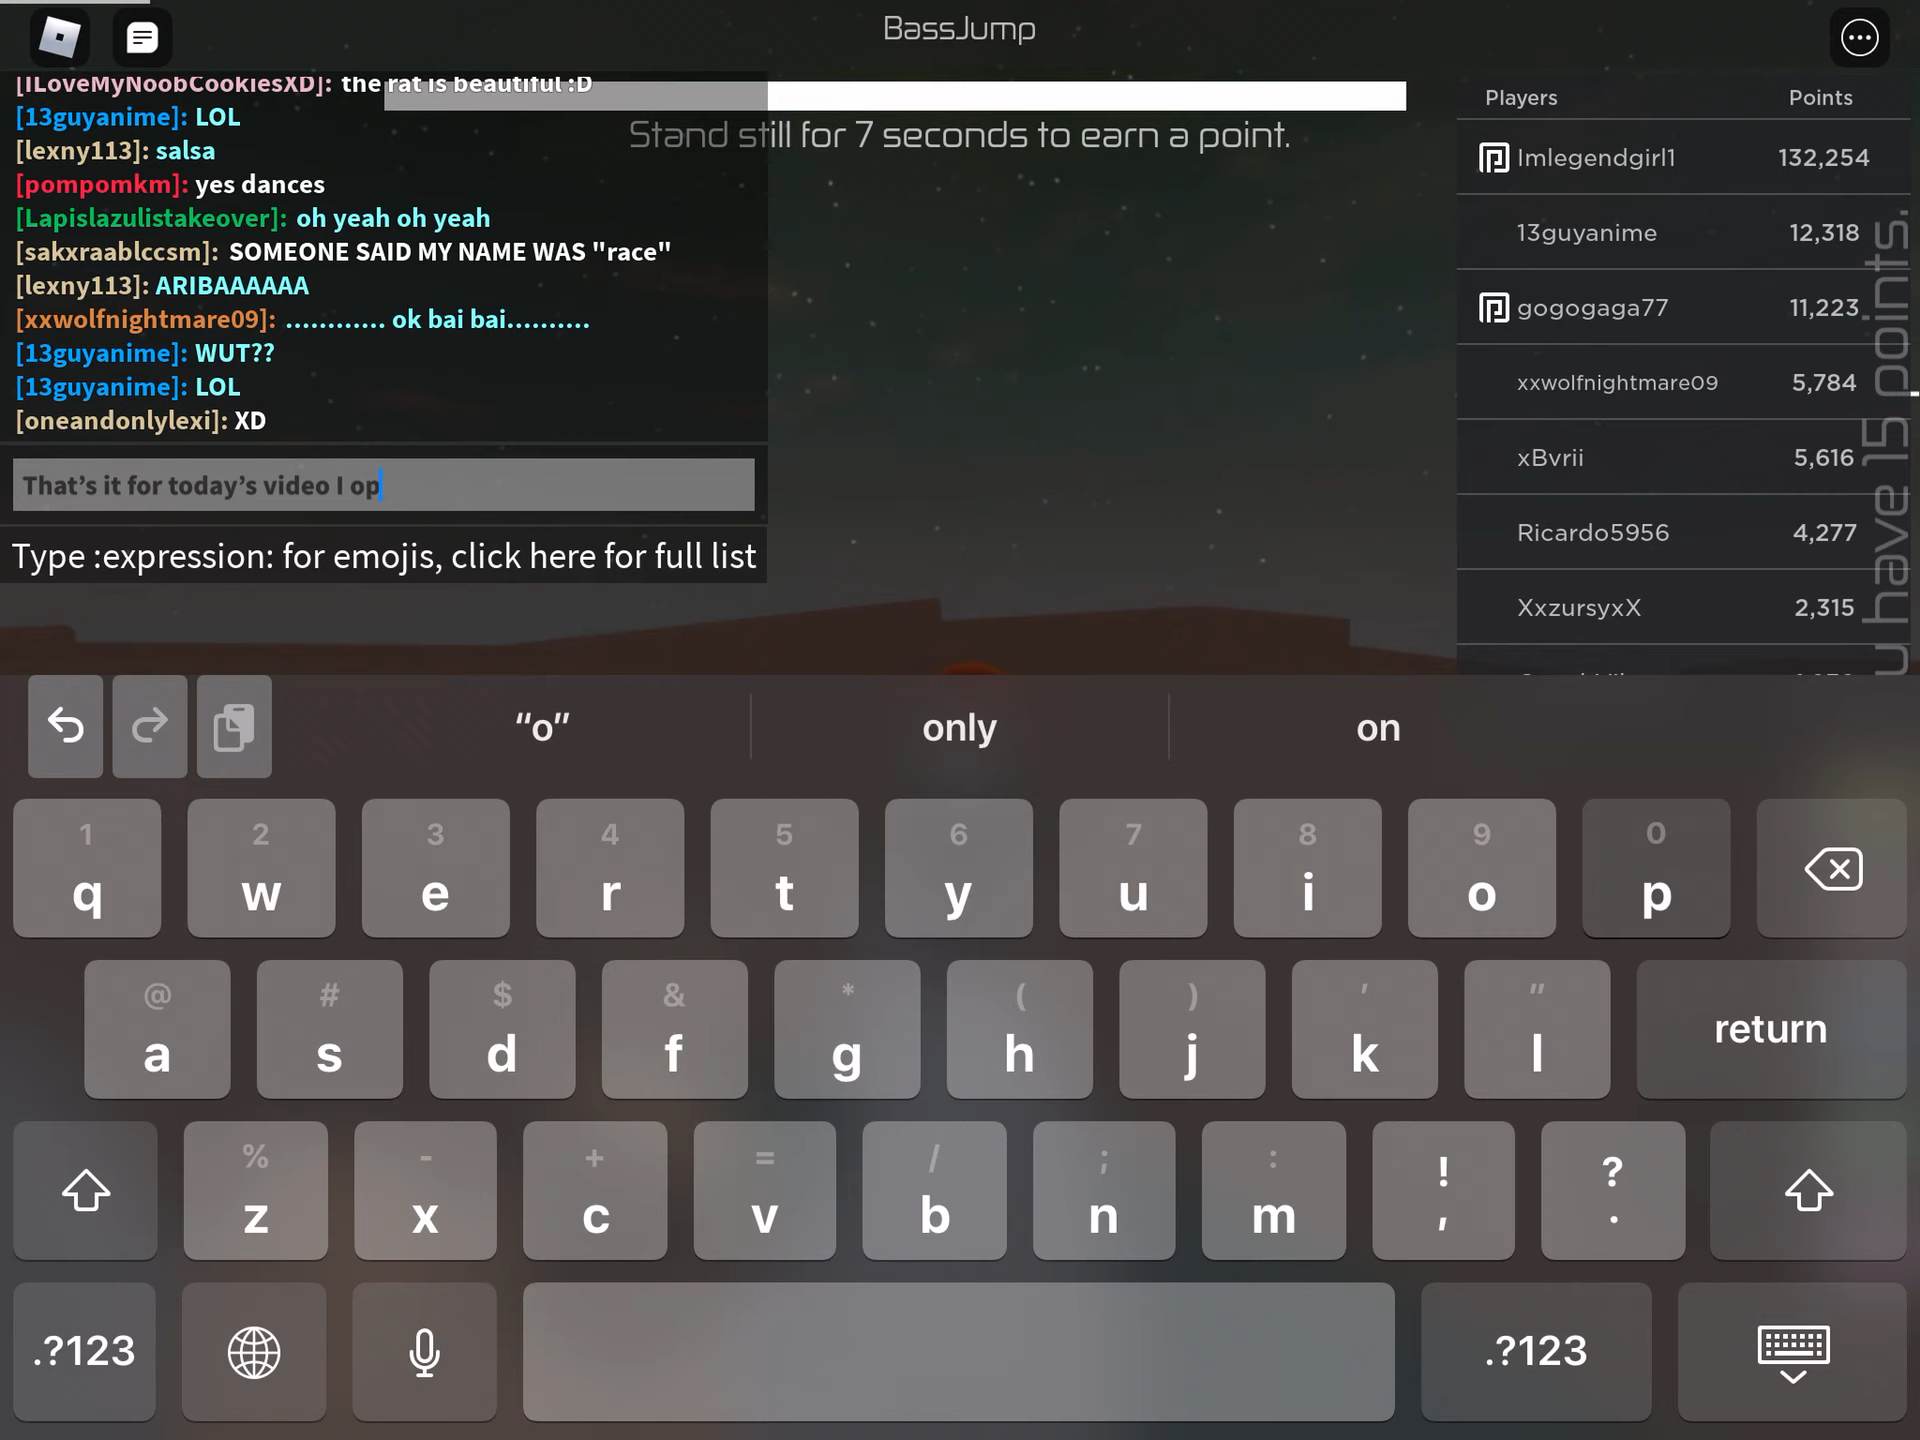 BassJump
[ILoveMyNoobCookiesXD]: the rat is beautiful :D
[13guyanime]: LOL
[lexny113]: salsa
[pompomkm]: yes dances
[Lapislazulistakeover]: oh yeah oh yeah
[sakxraablccsm]: SOMEONE SAID MY NAME WAS "race"
[lexny113]: ARIBAAAAAA
[xxwolfnightmare09]: ............ ok bai bai..........
[13guyanime]: WUT??
[13guyanime]: LOL
[oneandonlylexi]: XD
That’s it for today’s video I op
Type :expression: for emojis, click here for full list
Stand still for 7 seconds to earn a point.
Players Points
Imlegendgirl1 132,254
13guyanime 12,318
gogogaga77 11,223
xxwolfnightmare09 5,784
xBvrii 5,616
Ricardo5956 4,277
XxzursyxX 2,315
have 15 points.
“o” only on
1 2 3 4 5 6 7 8 9 0
q w e r t y u i o p
@ # $ & * ( ) ' "
a s d f g h j k l return
% - + = / ; : ! ?
z x c v b n m , .
.?123 .?123